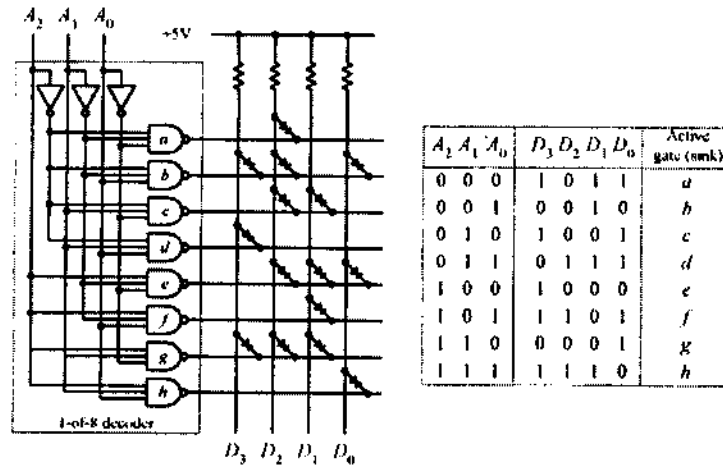 A2 A1 A0
+5V
a
b
c
d
e
f
g
h
1-of-8 decoder
D3 D2 D1 D0
A2 A1 A0 D3 D2 D1 D0 Active gate (sink)
0 0 0 1 0 1 1 a
0 0 1 0 0 1 0 b
0 1 0 1 0 0 1 c
0 1 1 0 1 1 1 d
1 0 0 1 0 0 0 e
1 0 1 1 1 0 1 f
1 1 0 0 0 0 1 g
1 1 1 1 1 1 0 h